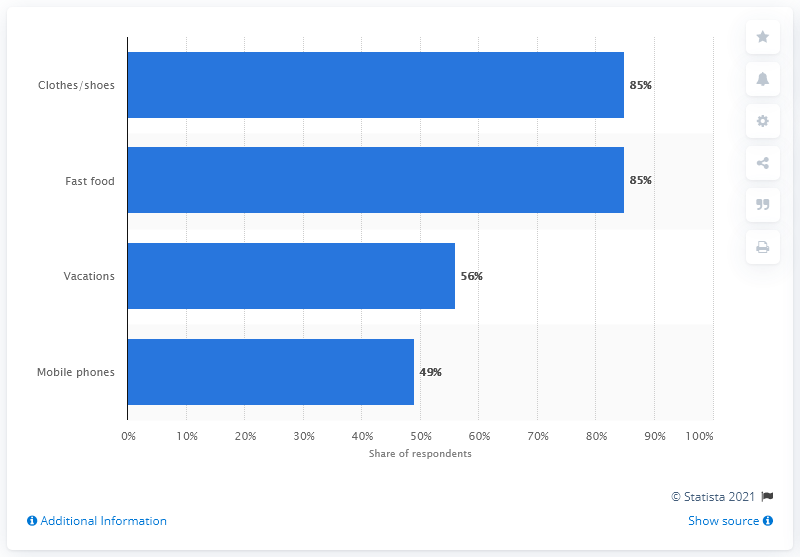 Clothes/shoes 85%
Fast food 85%
Vacations 56%
Mobile phones 49%
0% 10% 20% 30% 40% 50% 60% 70% 80% 90% 100%
Share of respondents
© Statista 2021
Additional Information Show source